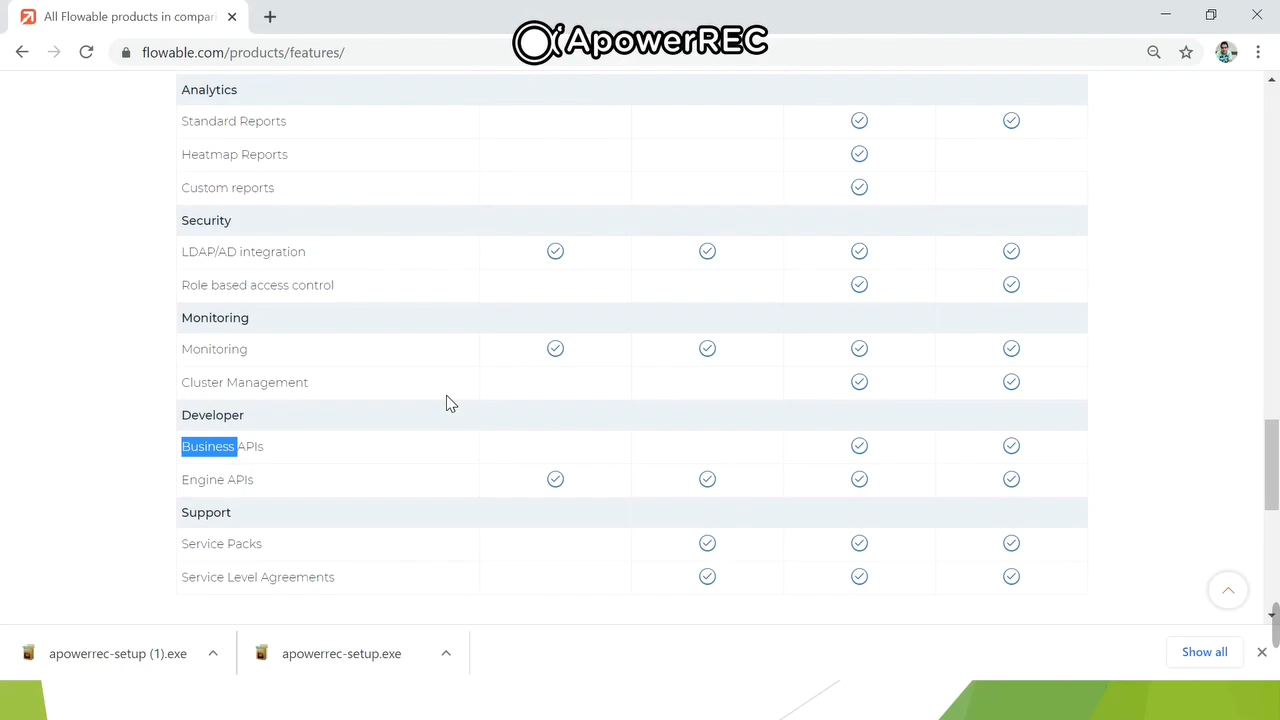 All Flowable products in compari
ApowerREC
flowable.com/products/features/
Analytics
Standard Reports
Heatmap Reports
Custom reports
Security
LDAP/AD integration
Role based access control
Monitoring
Monitoring
Cluster Management
Developer
Business APIs
Engine APIs
Support
Service Packs
Service Level Agreements
apowerrec-setup (1).exe
apowerrec-setup.exe
Show all